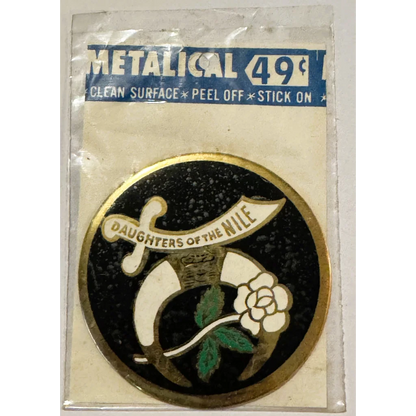 METALICAL 49¢
CLEAN SURFACE * PEEL OFF * STICK ON *
DAUGHTERS OF THE NILE